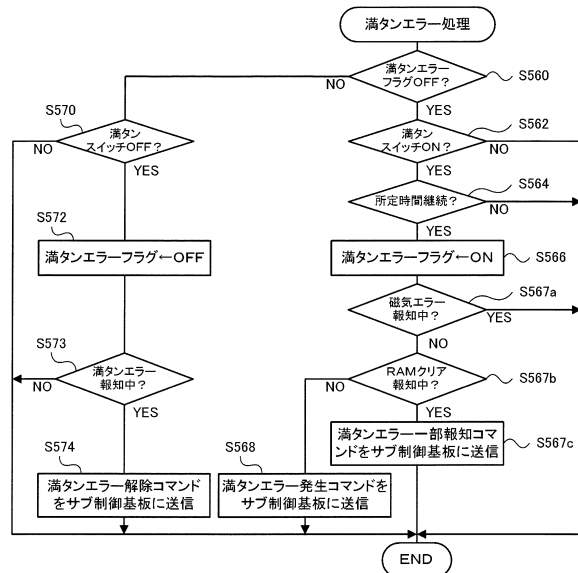 満タンエラー処理
満タンエラー
フラグOFF？
S560
NO
YES
S570
満タン
スイッチOFF？
NO
YES
満タン
スイッチON？
S562
NO
YES
所定時間継続？
S564
NO
YES
S572
満タンエラーフラグ←OFF
満タンエラーフラグ←ON
S566
磁気エラー
報知中？
S567a
YES
NO
S573
満タンエラー
報知中？
NO
YES
RAMクリア
報知中？
S567b
NO
YES
満タンエラー一部報知コマ
ンドをサブ制御基板に送信
S567c
S574
満タンエラー解除コマンド
をサブ制御基板に送信
S568
満タンエラー発生コマンドを
サブ制御基板に送信
END